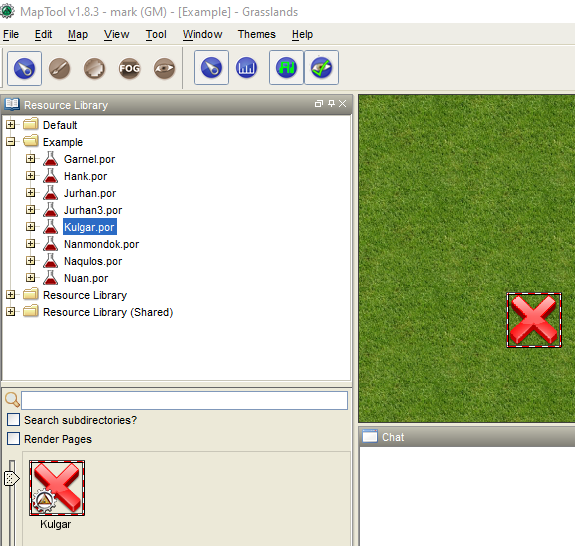 MapTool v1.8.3 - mark (GM) - [Example] - Grasslands
File Edit Map View Tool Window Themes Help
FOG
Resource Library
Default
Example
Garnel.por
Hank.por
Jurhan.por
Jurhan3.por
Kulgar.por
Nanmondok.por
Naqulos.por
Nuan.por
Resource Library
Resource Library (Shared)
Search subdirectories?
Render Pages
Kulgar
Chat